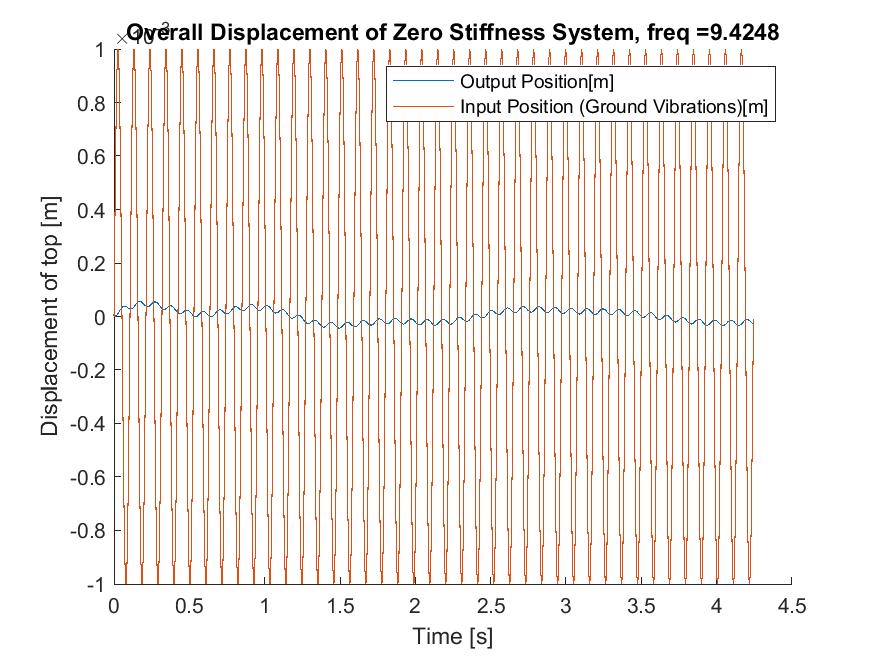 ×10-3
Overall Displacement of Zero Stiffness System, freq =9.4248
Output Position[m]
Input Position (Ground Vibrations)[m]
Displacement of top [m]
1
0.8
0.6
0.4
0.2
0
-0.2
-0.4
-0.6
-0.8
-1
0 0.5 1 1.5 2 2.5 3 3.5 4 4.5
Time [s]